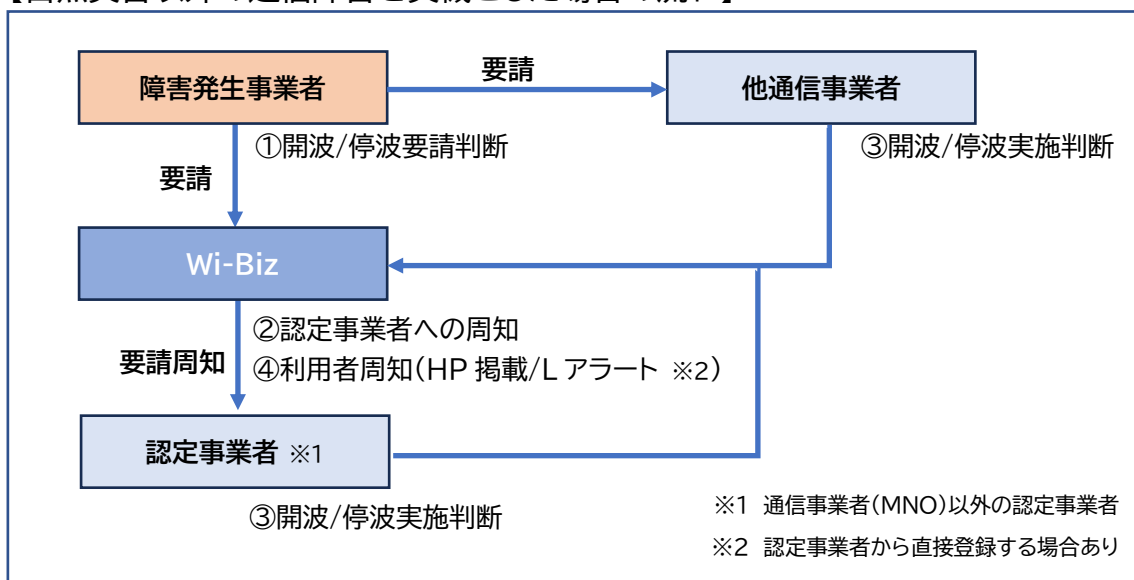 障害発生事業者
要請
他通信事業者
①開波/停波要請判断
③開波/停波実施判断
要請
Wi-Biz
②認定事業者への周知
要請周知
④利用者周知(HP 掲載/L アラート ※2)
認定事業者 ※1
③開波/停波実施判断
※1 通信事業者(MNO)以外の認定事業者
※2 認定事業者から直接登録する場合あり